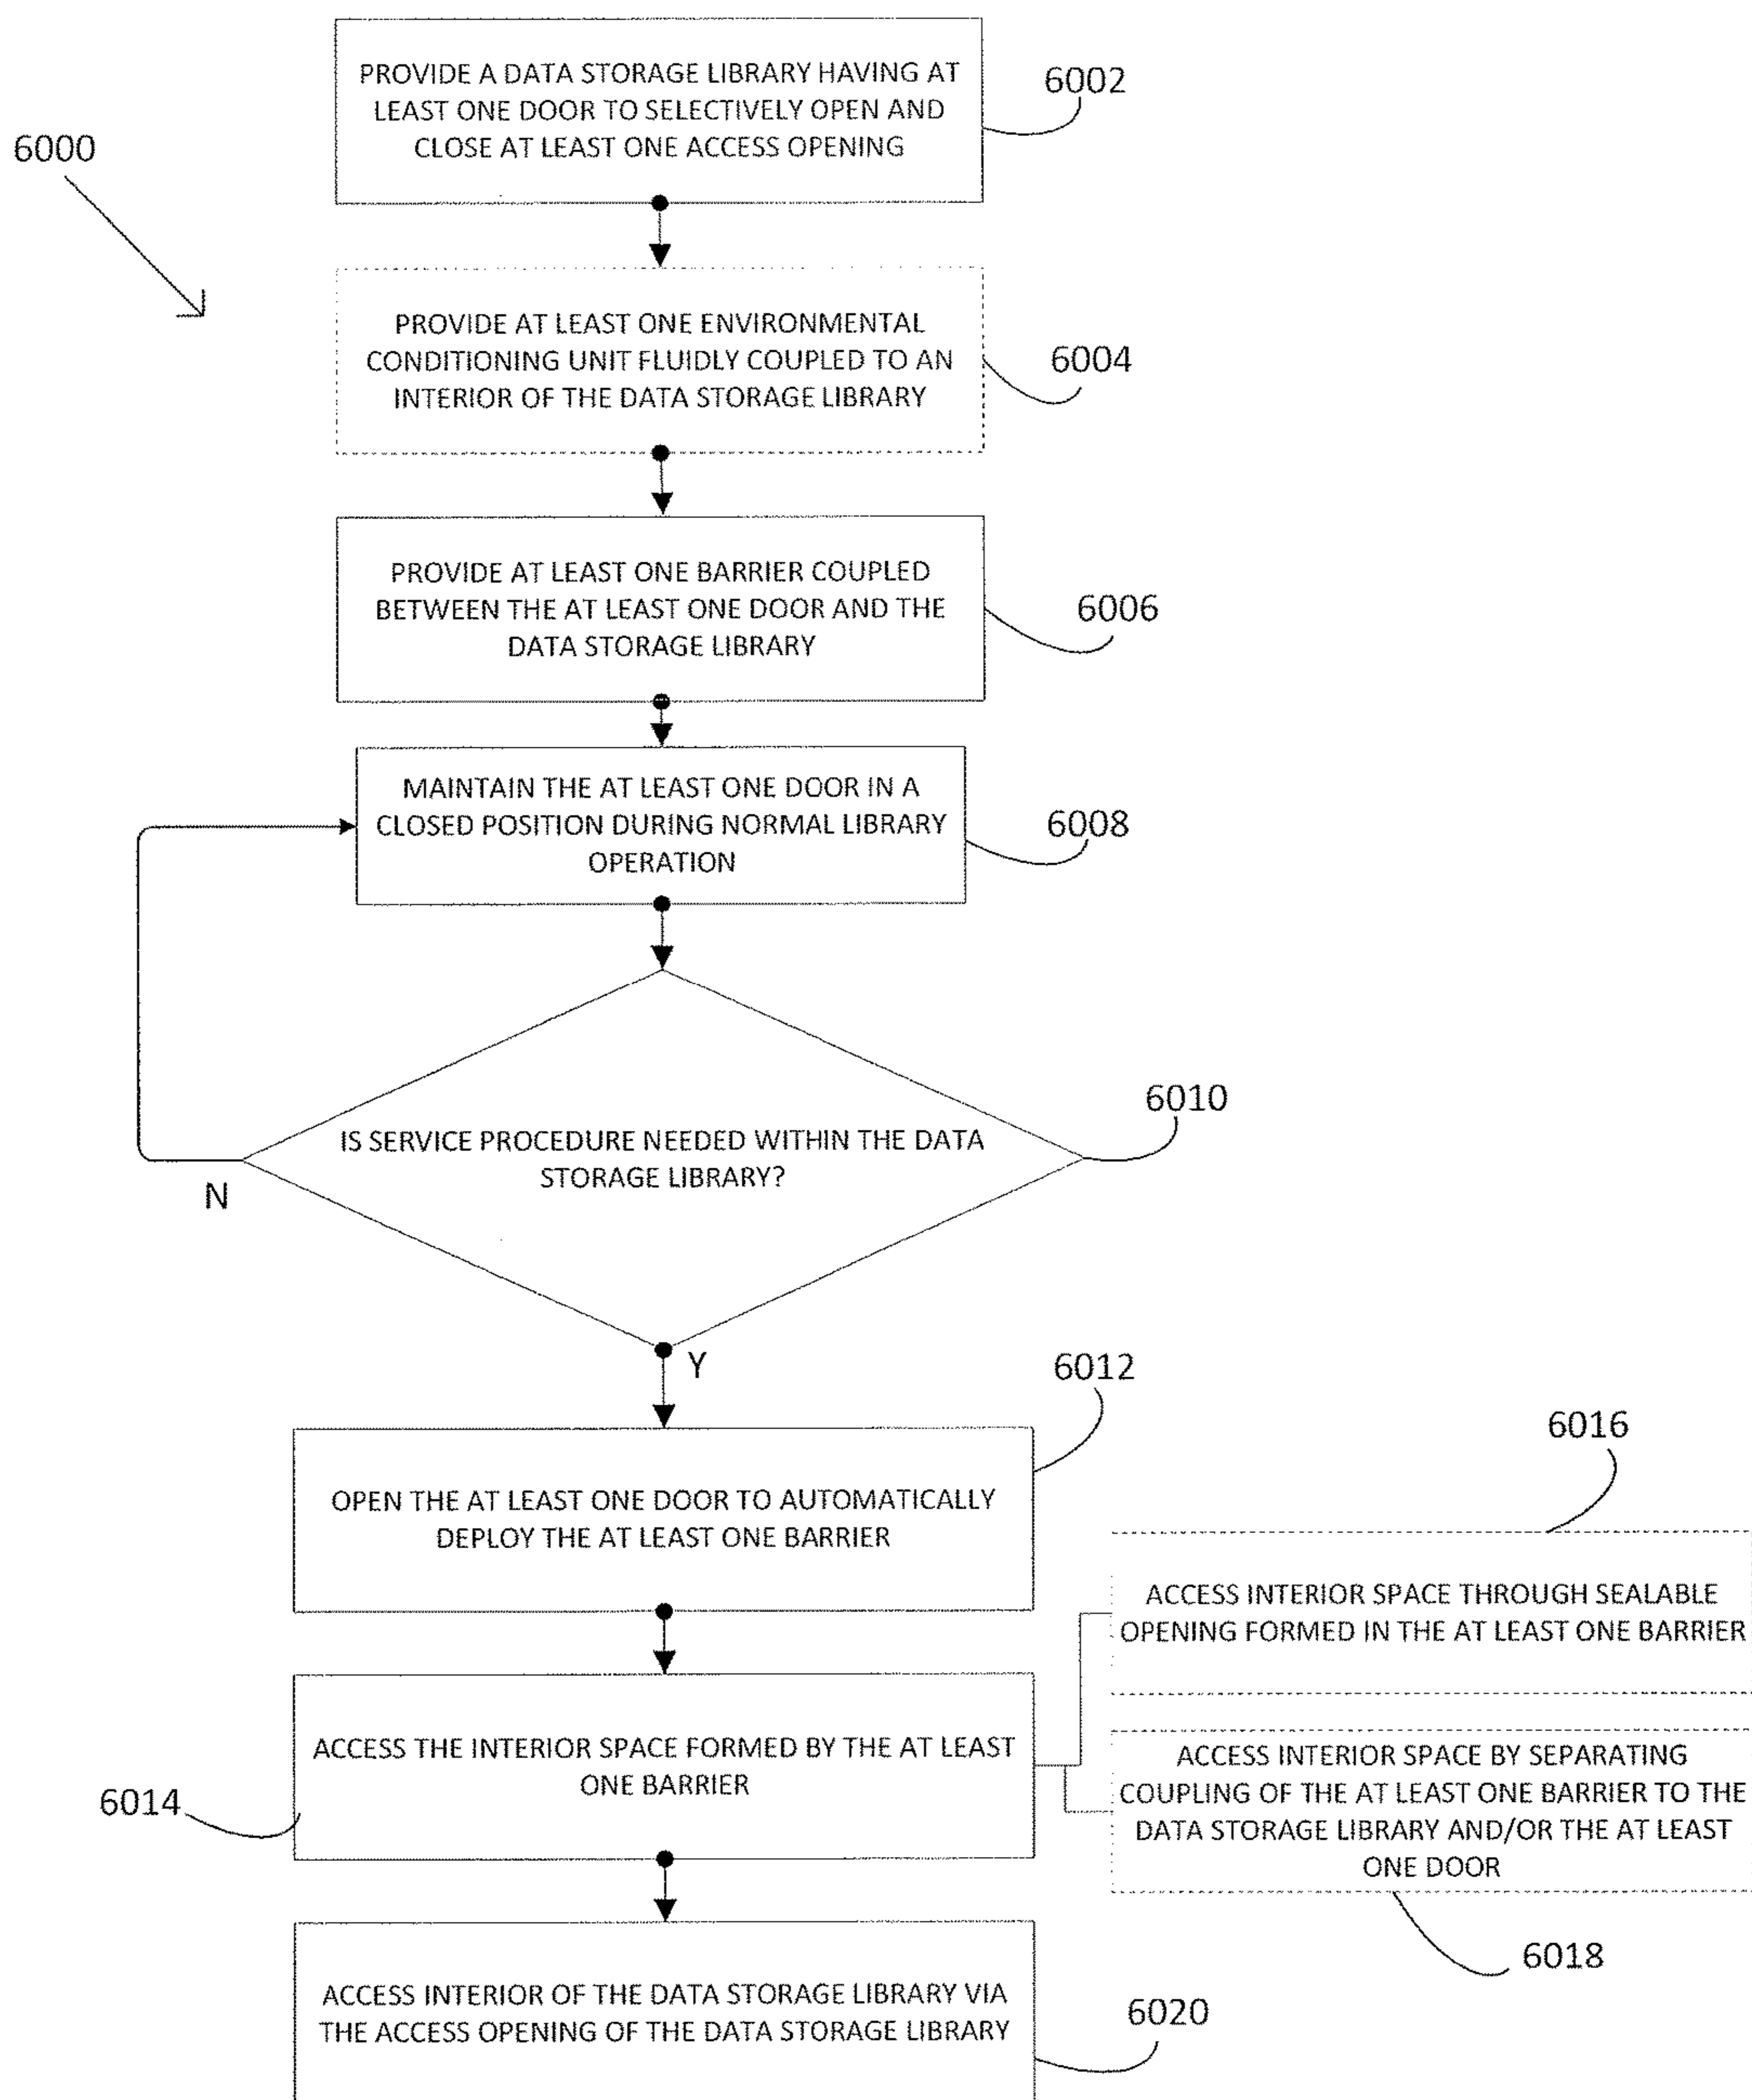 PROVIDE A DATA STORAGE LIBRARY HAVING AT
LEAST ONE DOOR TO SELECTIVELY OPEN AND
CLOSE AT LEAST ONE ACCESS OPENING
6002
6000
PROVIDE AT LEAST ONE ENVIRONMENTAL
CONDITIONING UNIT FLUIDLY COUPLED TO AN
INTERIOR OF THE DATA STORAGE LIBRARY
6004
PROVIDE AT LEAST ONE BARRIER COUPLED
BETWEEN THE AT LEAST ONE DOOR AND THE
DATA STORAGE LIBRARY
6006
MAINTAIN THE AT LEAST ONE DOOR IN A
CLOSED POSITION DURING NORMAL LIBRARY
OPERATION
6008
IS SERVICE PROCEDURE NEEDED WITHIN THE DATA
STORAGE LIBRARY?
6010
N
Y
6012
OPEN THE AT LEAST ONE DOOR TO AUTOMATICALLY
DEPLOY THE AT LEAST ONE BARRIER
6016
ACCESS INTERIOR SPACE THROUGH SEALABLE
OPENING FORMED IN THE AT LEAST ONE BARRIER
ACCESS THE INTERIOR SPACE FORMED BY THE AT LEAST
ONE BARRIER
6014
ACCESS INTERIOR SPACE BY SEPARATING
COUPLING OF THE AT LEAST ONE BARRIER TO THE
DATA STORAGE LIBRARY AND/OR THE AT LEAST
ONE DOOR
6018
ACCESS INTERIOR OF THE DATA STORAGE LIBRARY VIA
THE ACCESS OPENING OF THE DATA STORAGE LIBRARY
6020